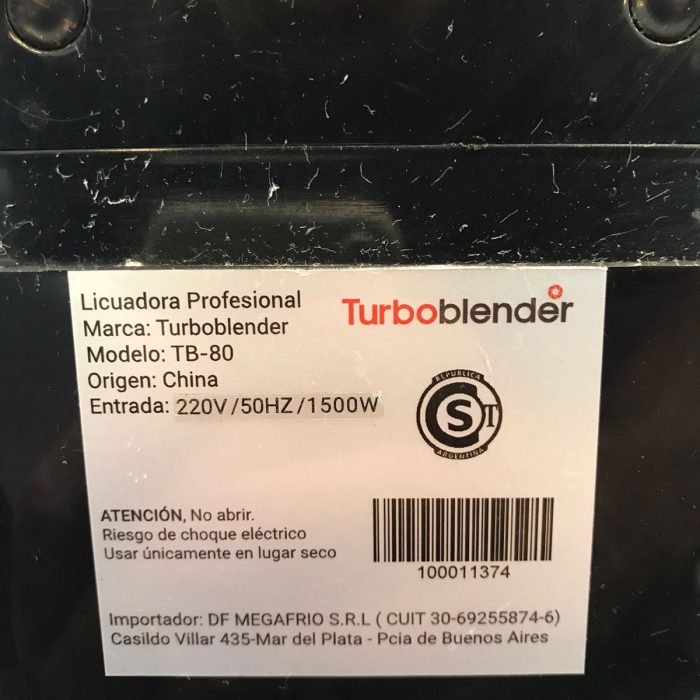 Licuadora Profesional
Turboblender
Marca: Turboblender
Modelo: TB-80
Origen: China
Entrada: 220V/50HZ/1500W
REPUBLICA
S T
ARGENTINA
ATENCIÓN, No abrir.
Riesgo de choque eléctrico
Usar únicamente en lugar seco
100011374
Importador: DF MEGAFRIO S.R.L ( CUIT 30-69255874-6)
Casildo Villar 435-Mar del Plata - Pcia de Buenos Aires